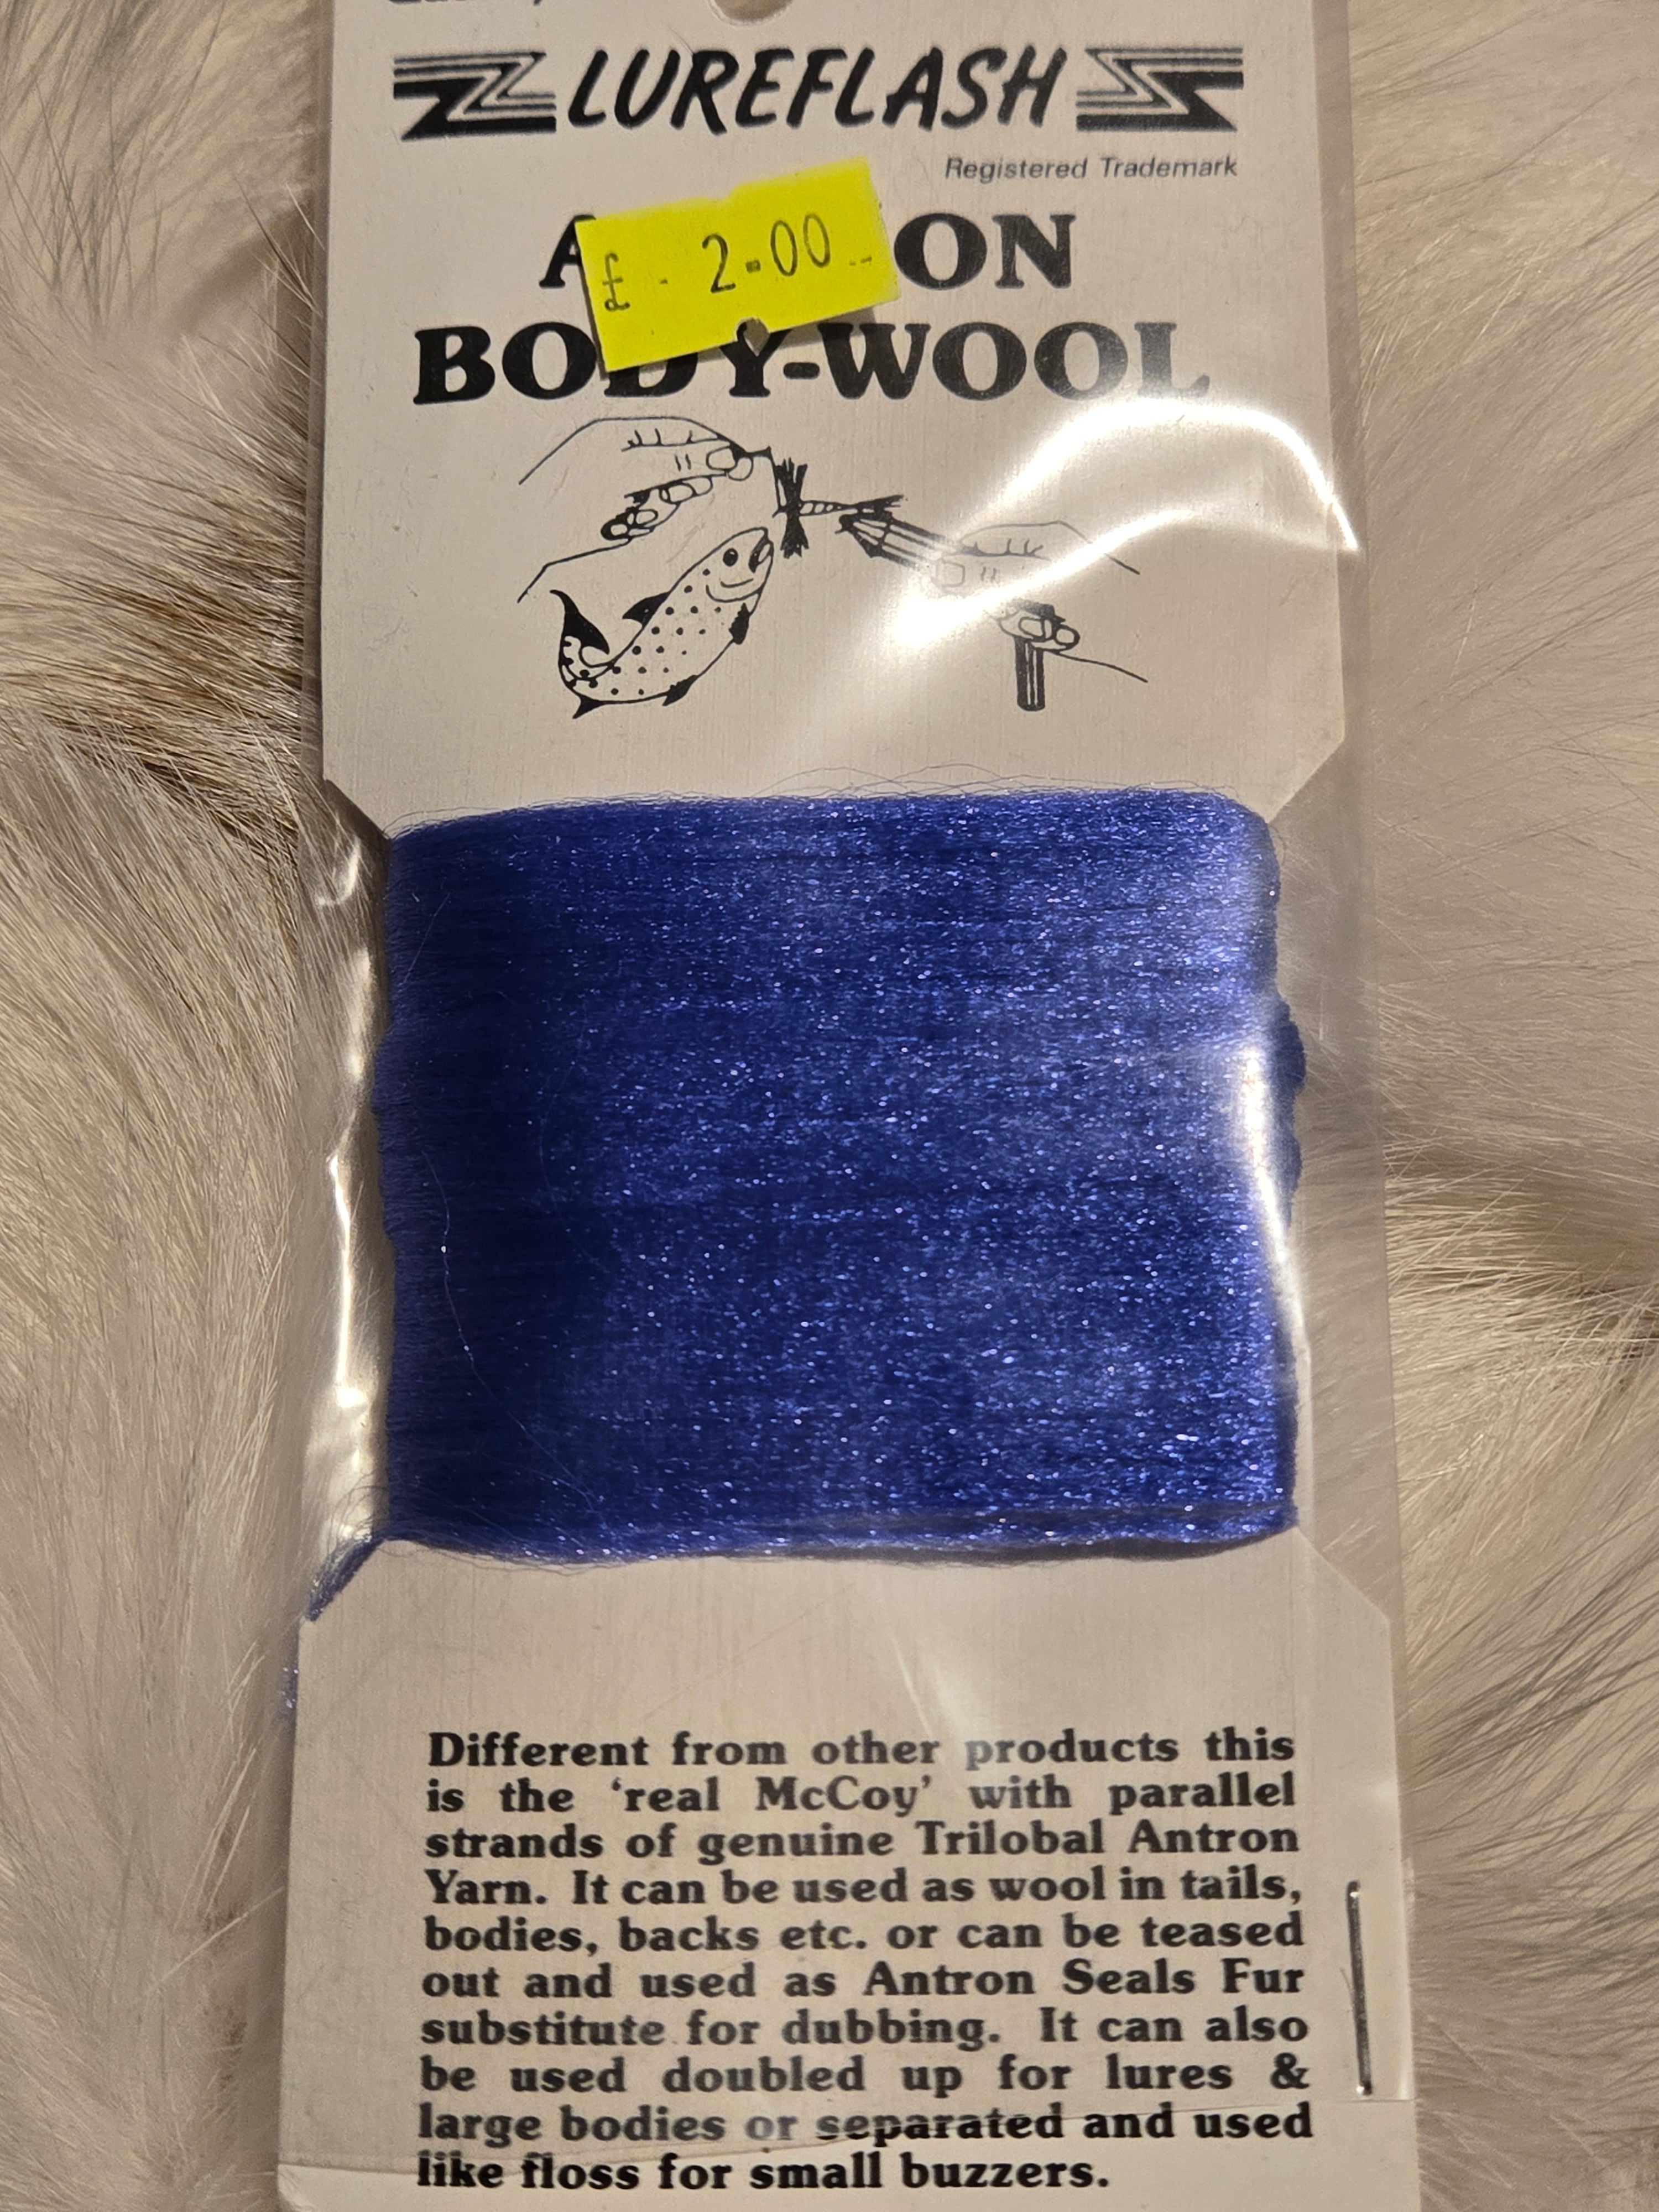 LUREFLASH
Registered Trademark
£ 2.00
BODY-WOOL
Different from other products this
is the ‘real McCoy’ with parallel
strands of genuine Trilobal Antron
Yarn. It can be used as wool in tails,
bodies, backs etc. or can be teased
out and used as Antron Seals Fur
substitute for dubbing. It can also
be used doubled up for lures &
large bodies or separated and used
like floss for small buzzers.